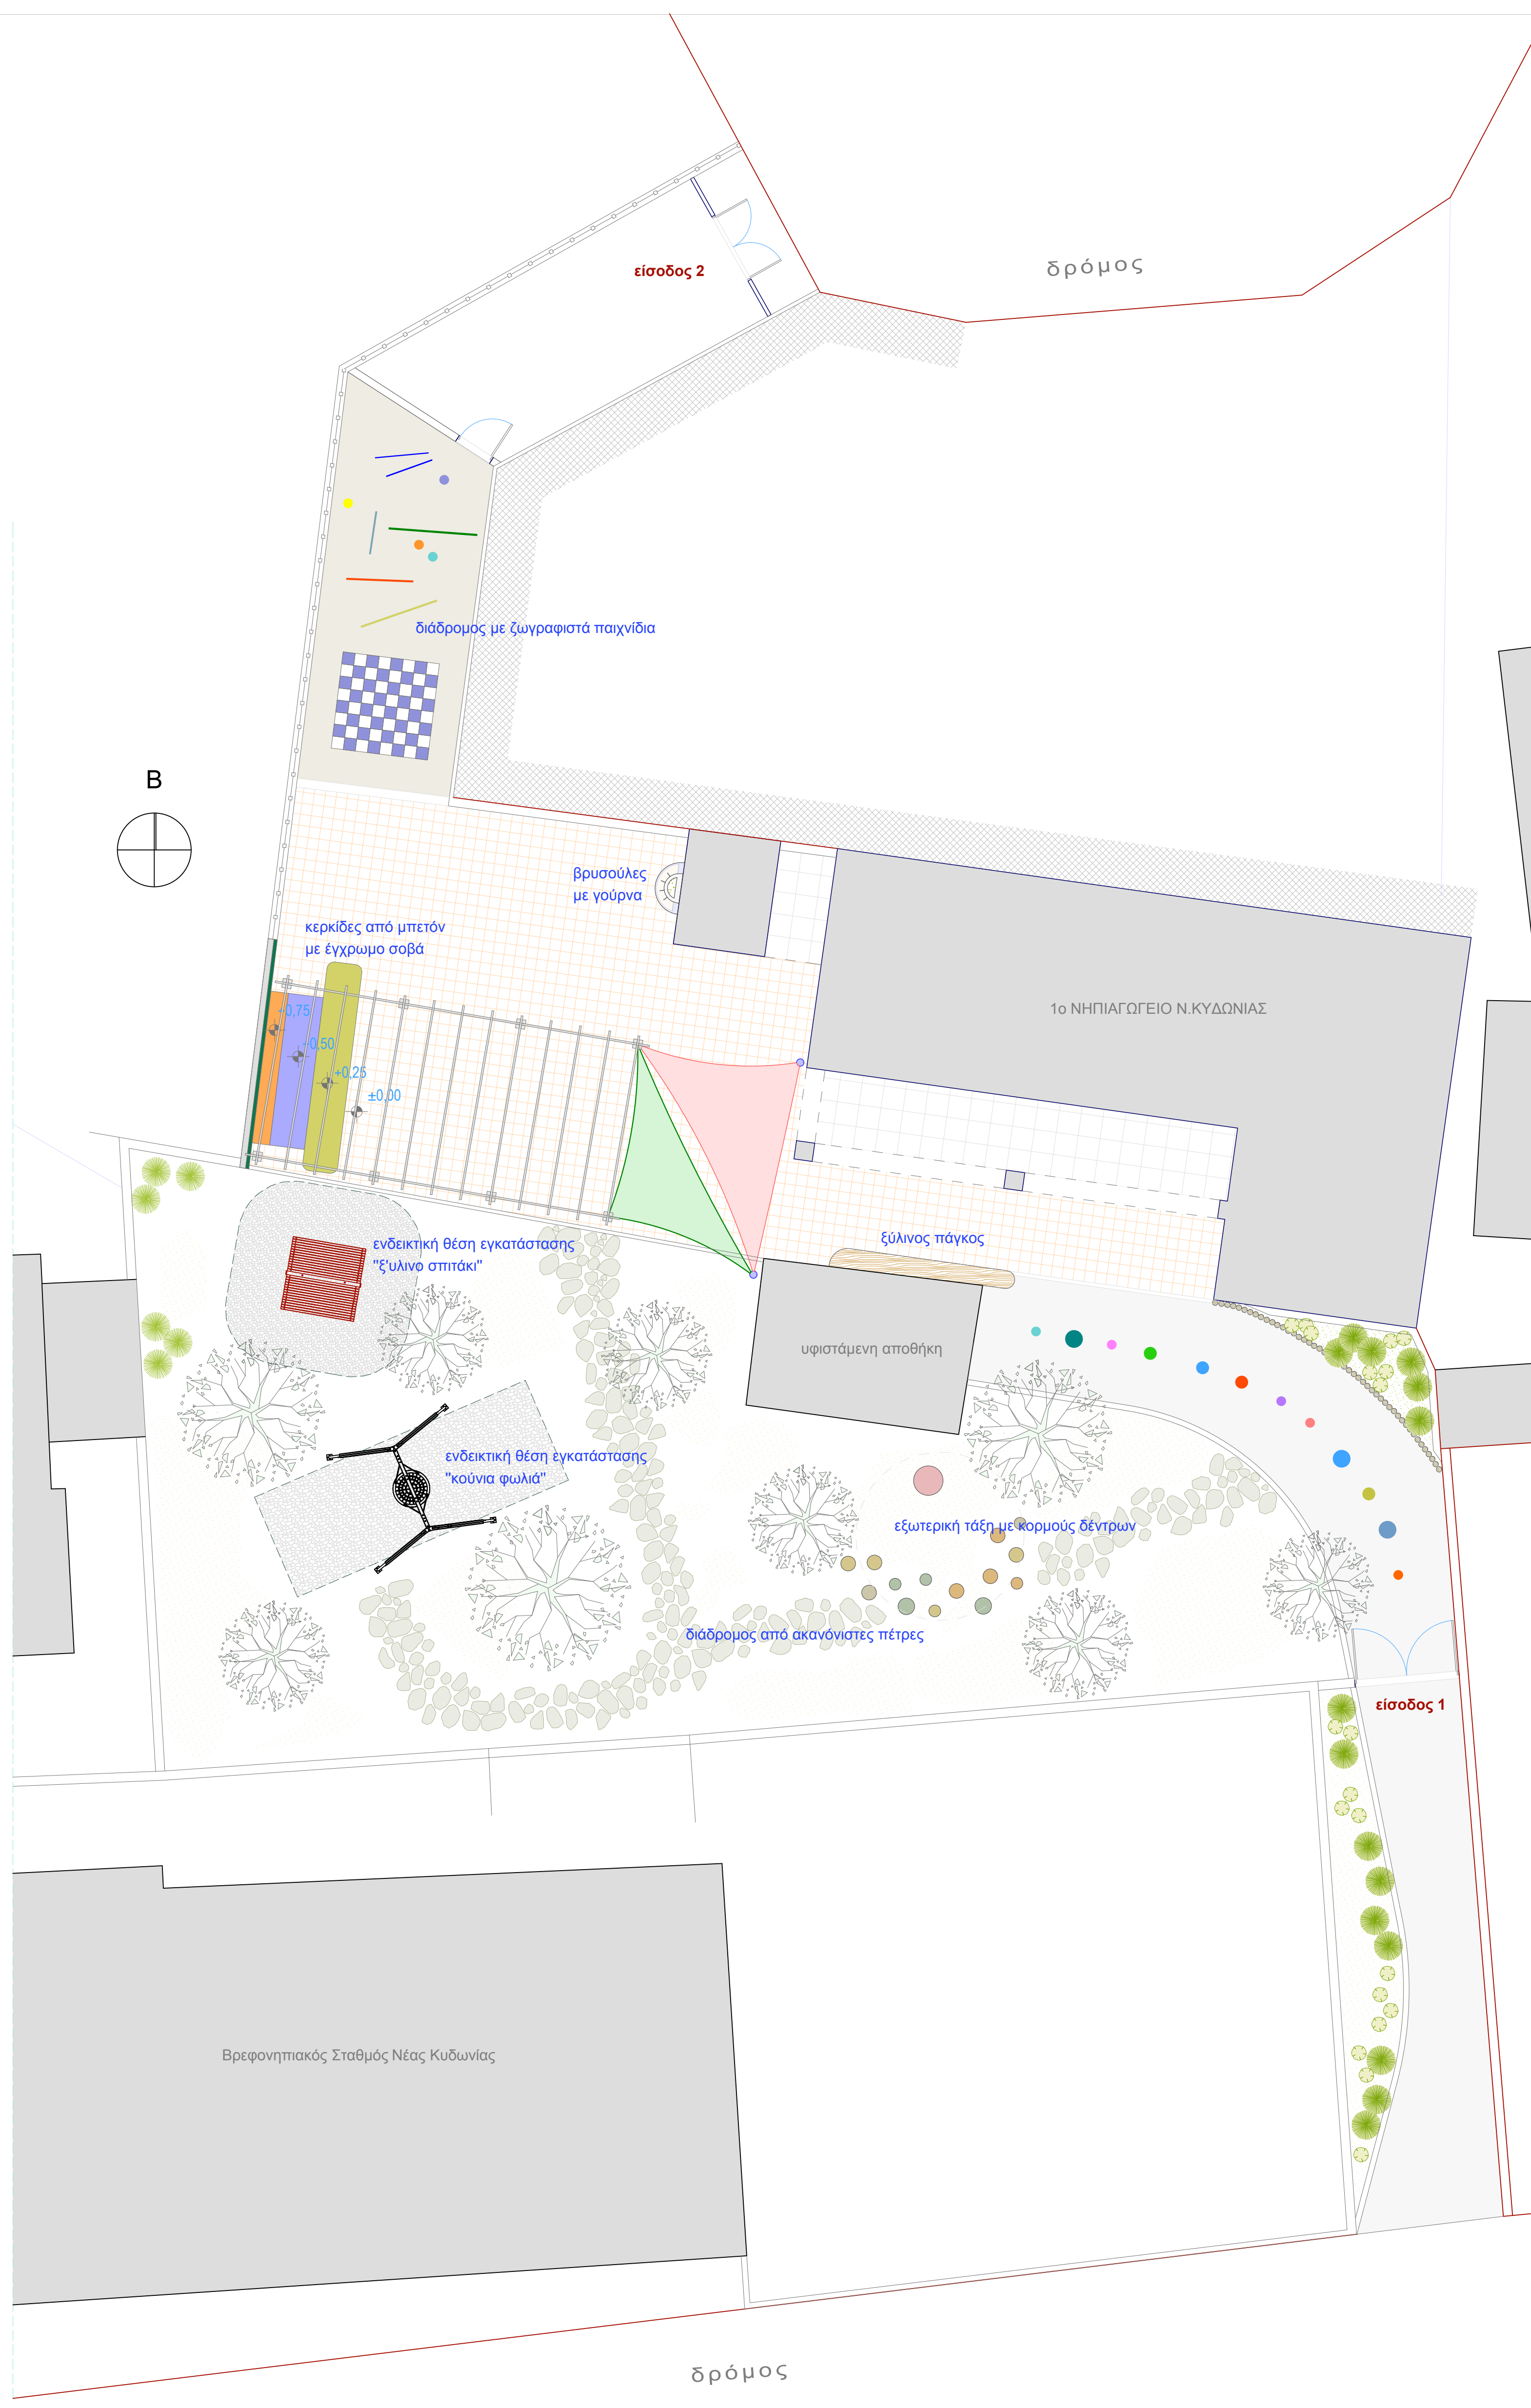 είσοδος 2
δρόμος
διάδρομος με ζωγραφιστά παιχνίδια
Β
βρυσούλες
με γούρνα
κερκίδες από μπετόν
με έγχρωμο σοβά
1ο ΝΗΠΙΑΓΩΓΕΙΟ Ν.ΚΥΔΩΝΙΑΣ
+0,75
+0,50
+0,25
±0,00
ξύλινος πάγκος
ενδεικτική θέση εγκατάστασης
"ξ'υλινο σπιτάκι"
υφιστάμενη αποθήκη
ενδεικτική θέση εγκατάστασης
"κούνια φωλιά"
εξωτερική τάξη με κορμούς δέντρων
διάδρομος από ακανόνιστες πέτρες
είσοδος 1
Βρεφονηπιακός Σταθμός Νέας Κυδωνίας
δρόμος